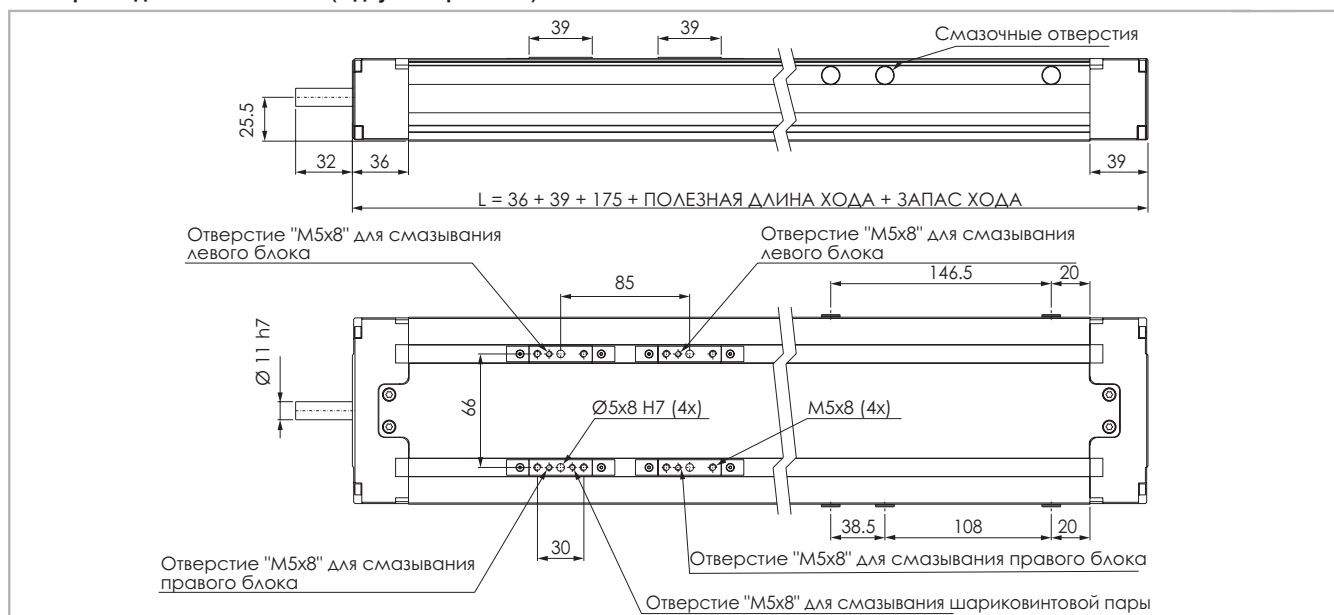 39
39
Смазочные отверстия
25.5
32
36
39
L = 36 + 39 + 175 + ПОЛЕЗНАЯ ДЛИНА ХОДА + ЗАПАС ХОДА
Отверстие "M5x8" для смазывания
левого блока
Отверстие "M5x8" для смазывания
левого блока
146.5
20
85
Ø 11 h7
66
Ø5x8 H7 (4x)
M5x8 (4x)
38.5
108
20
30
Отверстие "M5x8" для смазывания
правого блока
Отверстие "M5x8" для смазывания правого блока
Отверстие "M5x8" для смазывания шариковинтовой пары